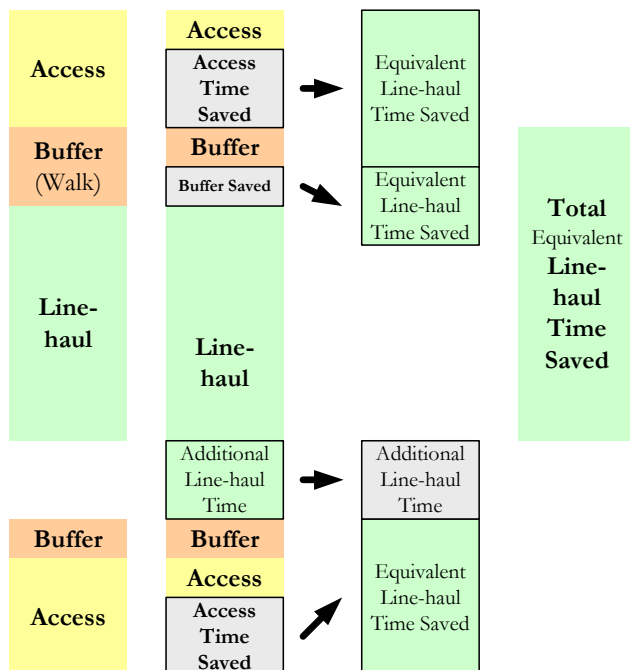 Access
Buffer
(Walk)
Line-
haul
Buffer
Access
Access
Access
Time
Saved
Buffer
Buffer Saved
Line-
haul
Additional
Line-haul
Time
Buffer
Access
Access
Time
Saved
Equivalent
Line-haul
Time Saved
Equivalent
Line-haul
Time Saved
Additional
Line-haul
Time
Equivalent
Line-haul
Time Saved
Total
Equivalent
Line-
haul
Time
Saved